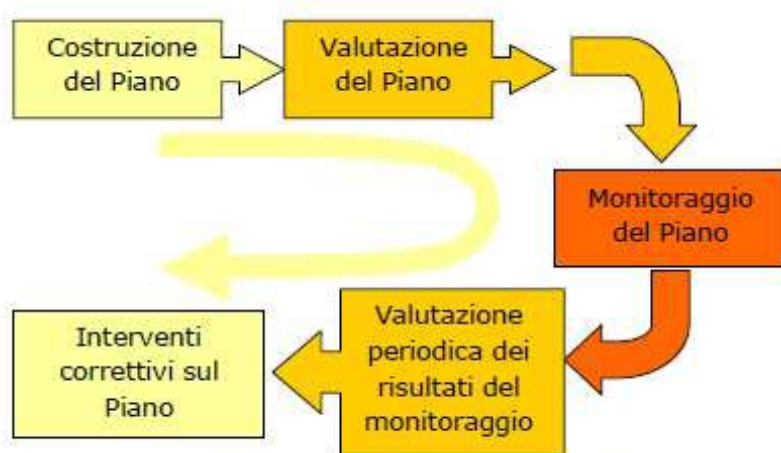 Costruzione
del Piano
Valutazione
del Piano
Monitoraggio
del Piano
Valutazione
periodica dei
risultati del
monitoraggio
Interventi
correttivi sul
Piano